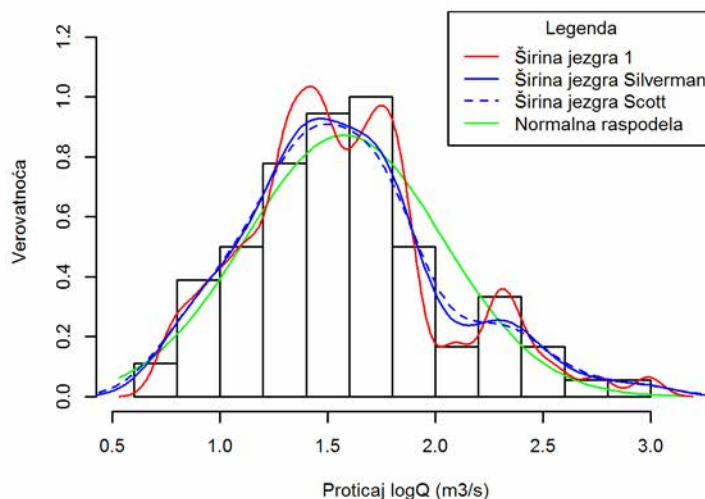 Legenda
Širina jezgra 1
Širina jezgra Silverman
Širina jezgra Scott
Normalna raspodela
Verovatnoća
1.2
1.0
0.8
0.6
0.4
0.2
0.0
0.5 1.0 1.5 2.0 2.5 3.0
Proticaj logQ (m3/s)